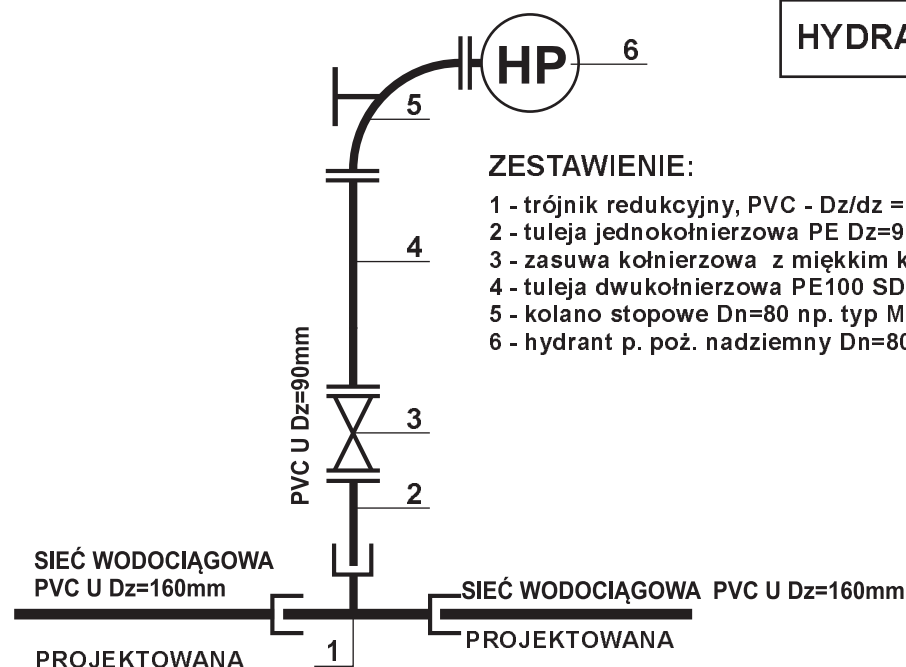 HYDRA
HP
6
5
ZESTAWIENIE:
1 - trójnik redukcyjny, PVC - Dz/dz =
2 - tuleja jednokołnierzowa PE Dz=9
3 - zasuwa kołnierzowa z miękkim k
4 - tuleja dwukołnierzowa PE100 SD
5 - kolano stopowe Dn=80 np. typ M
6 - hydrant p. poż. nadziemny Dn=80
4
PVC U Dz=90mm
3
2
SIEĆ WODOCIĄGOWA
PVC U Dz=160mm
SIEĆ WODOCIĄGOWA PVC U Dz=160mm
PROJEKTOWANA
PROJEKTOWANA
1